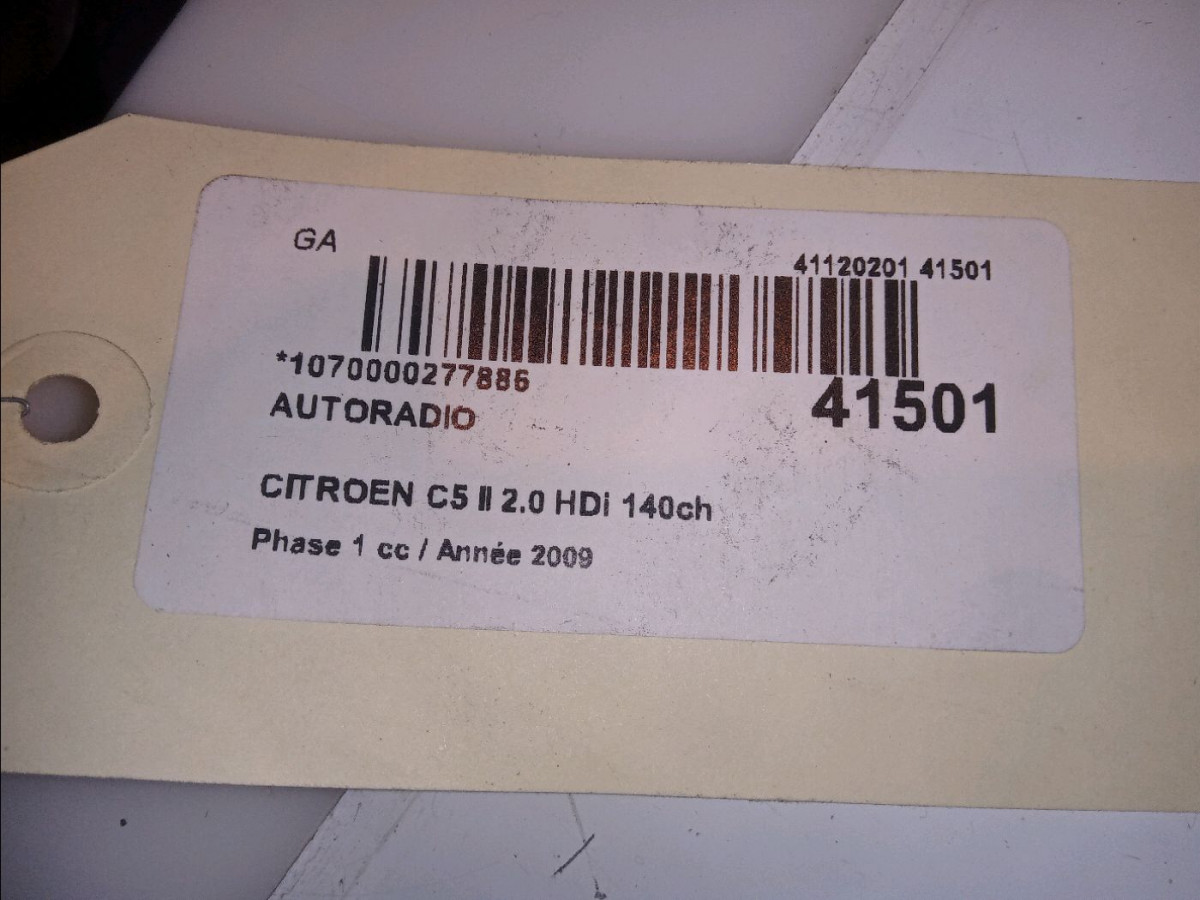 GA
41120201 41501
*1070000277886
41501
AUTORADIO
CITROEN C5 II 2.0 HDi 140ch
Phase 1 cc / Année 2009